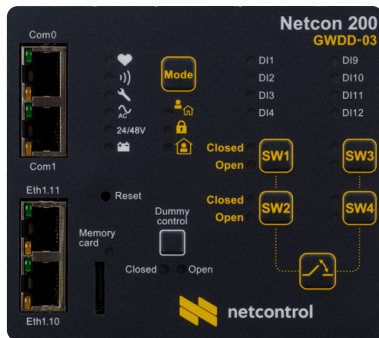 Netcon 200
GWDD-03
Com0
Mode
DI1
DI2
DI3
DI4
DI9
DI10
DI11
DI12
AC
24/48V
Com1
Closed
Open
SW1
SW3
Eth1.11
Reset
Closed
Open
SW2
SW4
Memory
card
Dummy
control
Closed
Open
Eth1.10
netcontrol